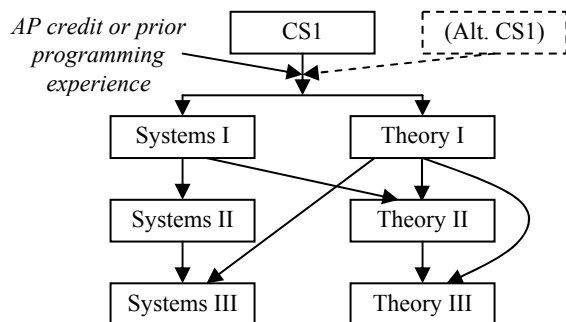 AP credit or prior
programming
experience
CS1
(Alt. CS1)
Systems I
Theory I
Systems II
Theory II
Systems III
Theory III